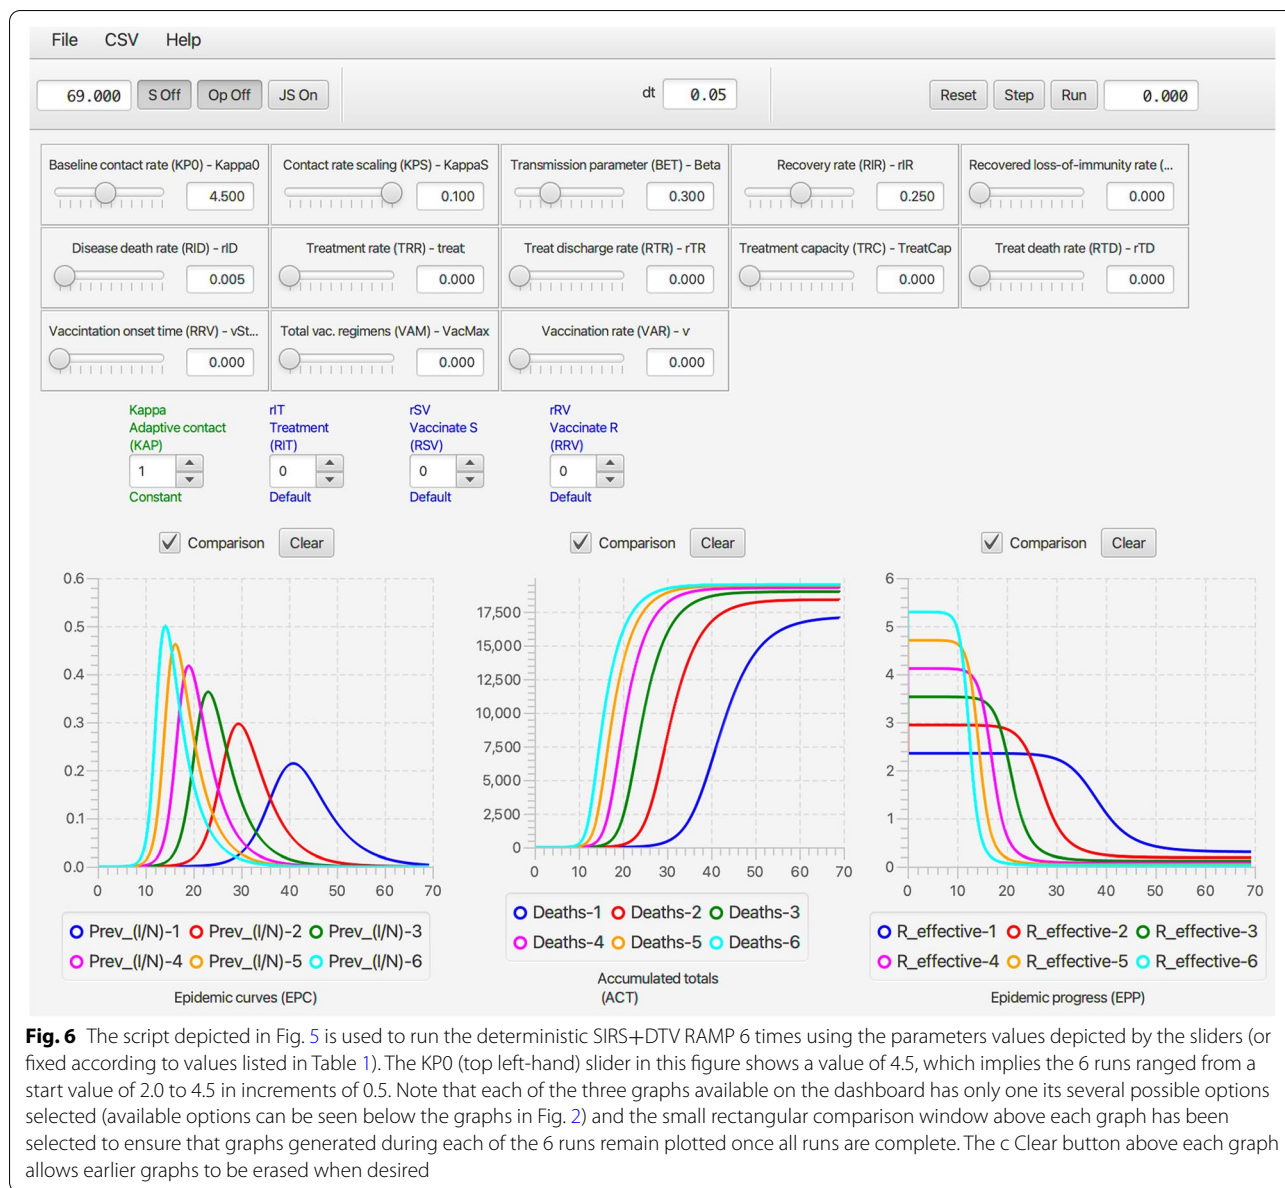 File CSV Help
69.000 S Off Op Off JS On dt 0.05 Reset Step Run 0.000
Baseline contact rate (KP0) - Kappa0 Contact rate scaling (KPS) - KappaS Transmission parameter (BET) - Beta Recovery rate (RIR) - rIR Recovered loss-of-immunity rate (...
4.500 0.100 0.300 0.250 0.000
Disease death rate (RID) - rID Treatment rate (TRR) - treat Treat discharge rate (RTR) - rTR Treatment capacity (TRC) - TreatCap Treat death rate (RTD) - rTD
0.005 0.000 0.000 0.000 0.000
Vaccintation onset time (RRV) - vSt... Total vac. regimens (VAM) - VacMax Vaccination rate (VAR) - v
0.000 0.000 0.000
Kappa rIT rSV rRV
Adaptive contact Treatment Vaccinate S Vaccinate R
(KAP) (RIT) (RSV) (RRV)
1 0 0 0
Constant Default Default Default
Comparison Clear Comparison Clear Comparison Clear
0.6
0.5
0.4
0.3
0.2
0.1
0.0
0 10 20 30 40 50 60 70
Prev_(I/N)-1 Prev_(I/N)-2 Prev_(I/N)-3
Prev_(I/N)-4 Prev_(I/N)-5 Prev_(I/N)-6
Epidemic curves (EPC)
17,500
15,000
12,500
10,000
7,500
5,000
2,500
0
0 10 20 30 40 50 60 70
Deaths-1 Deaths-2 Deaths-3
Deaths-4 Deaths-5 Deaths-6
Accumulated totals
(ACT)
6
5
4
3
2
1
0
0 10 20 30 40 50 60 70
R_effective-1 R_effective-2 R_effective-3
R_effective-4 R_effective-5 R_effective-6
Epidemic progress (EPP)
Fig. 6 The script depicted in Fig. 5 is used to run the deterministic SIRS+DTV RAMP 6 times using the parameters values depicted by the sliders (or
fixed according to values listed in Table 1). The KP0 (top left-hand) slider in this figure shows a value of 4.5, which implies the 6 runs ranged from a
start value of 2.0 to 4.5 in increments of 0.5. Note that each of the three graphs available on the dashboard has only one its several possible options
selected (available options can be seen below the graphs in Fig. 2) and the small rectangular comparison window above each graph has been
selected to ensure that graphs generated during each of the 6 runs remain plotted once all runs are complete. The c Clear button above each graph
allows earlier graphs to be erased when desired